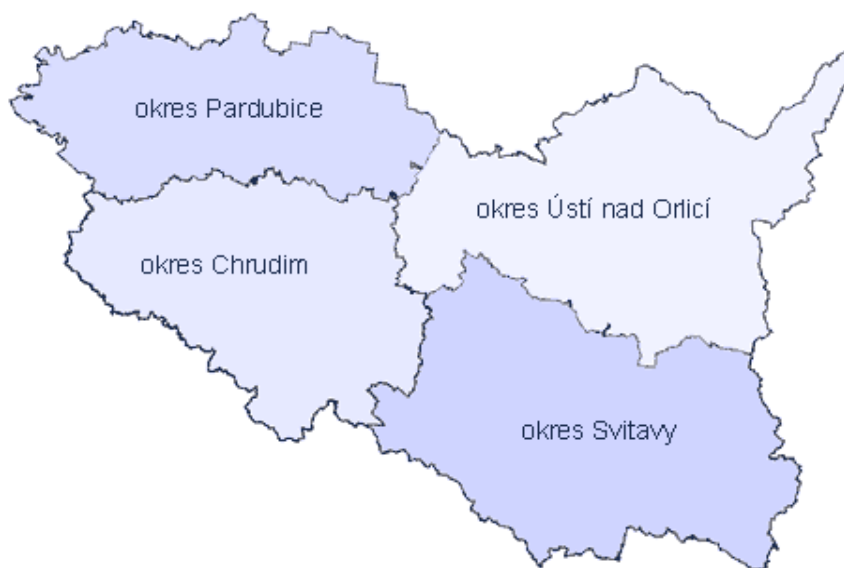 okres Pardubice
okres Ústí nad Orlicí
okres Chrudim
okres Svitavy